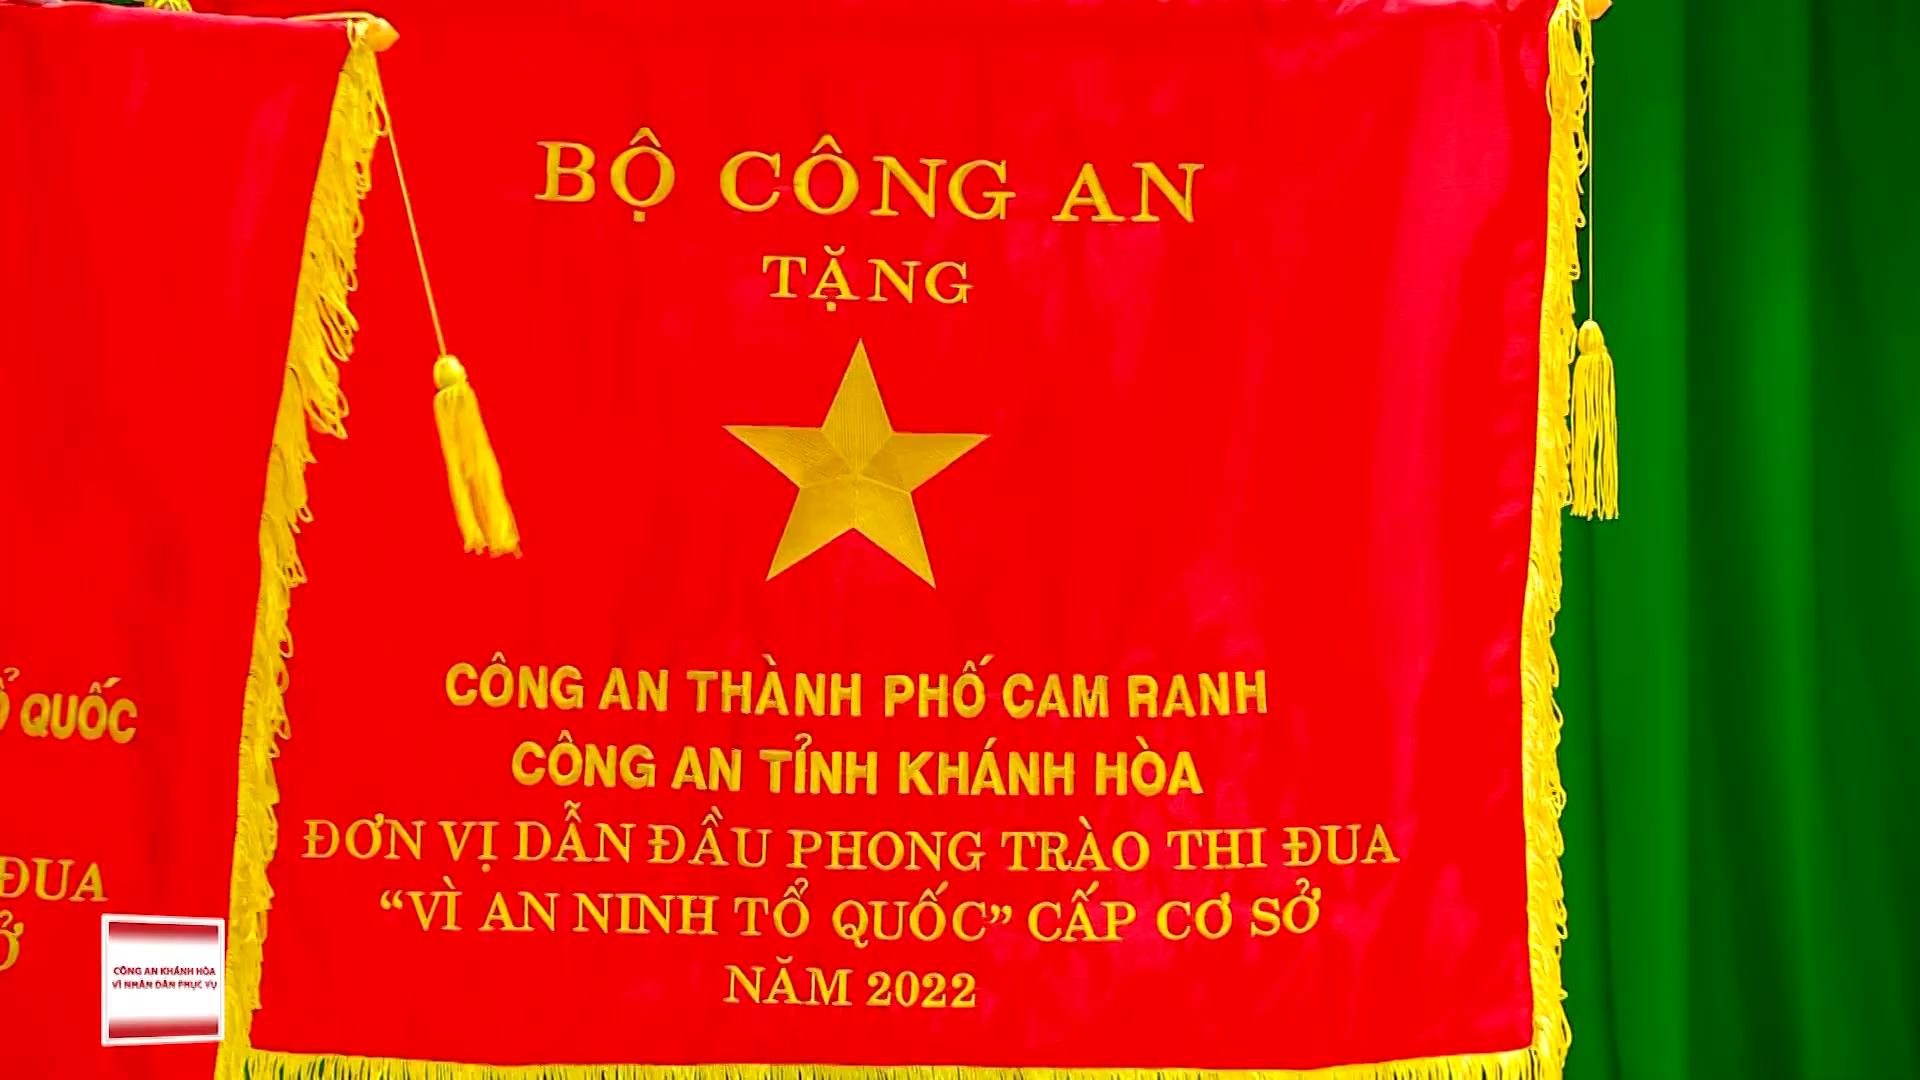 BỘ CÔNG AN
TẶNG
CÔNG AN THÀNH PHỐ CAM RANH
CÔNG AN TỈNH KHÁNH HÒA
ĐƠN VỊ DẪN ĐẦU PHONG TRÀO THI ĐUA
“VÌ AN NINH TỔ QUỐC” CẤP CƠ SỞ
NĂM 2022
QUỐC
ĐUA
CÔNG AN KHÁNH HÒA
VÌ NHÂN DÂN PHỤC VỤ